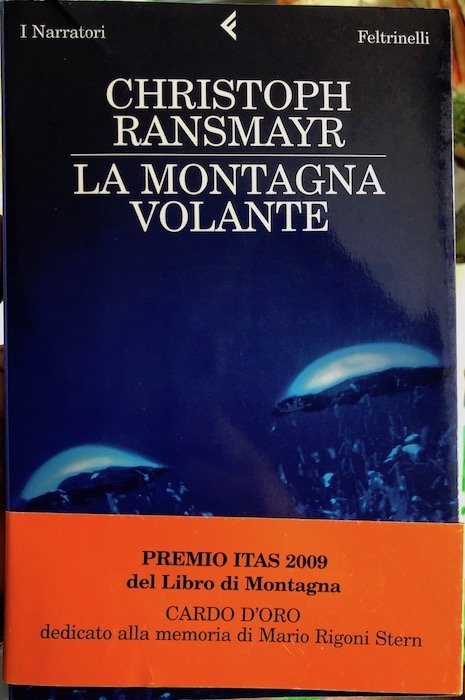 I Narratori
Feltrinelli
CHRISTOPH
RANSMAYR
LA MONTAGNA
VOLANTE
PREMIO ITAS 2009
del Libro di Montagna
CARDO D'ORO
dedicato alla memoria di Mario Rigoni Stern